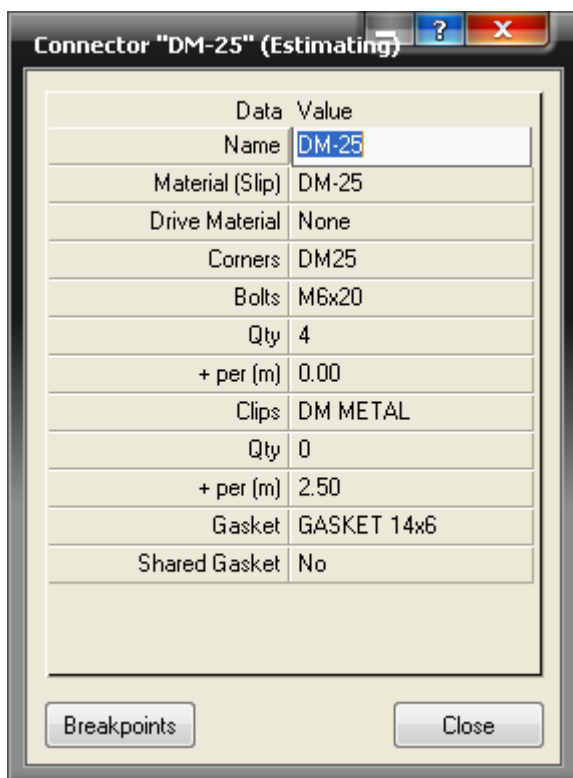 Connector "DM-25" (Estimating)
?
X
Data Value
Name DM-25
Material (Slip) DM-25
Drive Material None
Corners DM25
Bolts M6x20
Qty 4
+ per (m) 0.00
Clips DM METAL
Qty 0
+ per (m) 2.50
Gasket GASKET 14x6
Shared Gasket No
Breakpoints Close